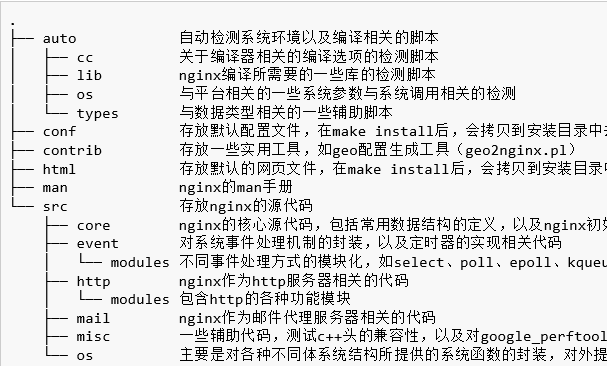 .
├── auto            自动检测系统环境以及编译相关的脚本
│   ├── cc          关于编译器相关的编译选项的检测脚本
│   ├── lib         nginx编译所需要的一些库的检测脚本
│   ├── os          与平台相关的一些系统参数与系统调用相关的检测
│   └── types       与数据类型相关的一些辅助脚本
├── conf            存放默认配置文件，在make install后，会拷贝到安装目录中
├── contrib         存放一些实用工具，如geo配置生成工具（geo2nginx.pl）
├── html            存放默认的网页文件，在make install后，会拷贝到安装目录
├── man             nginx的man手册
└── src             存放nginx的源代码
    ├── core        nginx的核心源代码，包括常用数据结构的定义，以及nginx初
    ├── event       对系统事件处理机制的封装，以及定时器的实现相关代码
    │   └── modules 不同事件处理方式的模块化，如select、poll、epoll、kqueu
    ├── http        nginx作为http服务器相关的代码
    │   └── modules 包含http的各种功能模块
    ├── mail        nginx作为邮件代理服务器相关的代码
    ├── misc        一些辅助代码，测试c++头的兼容性，以及对google_perftool
    └── os          主要是对各种不同体系统结构所提供的系统函数的封装，对外提